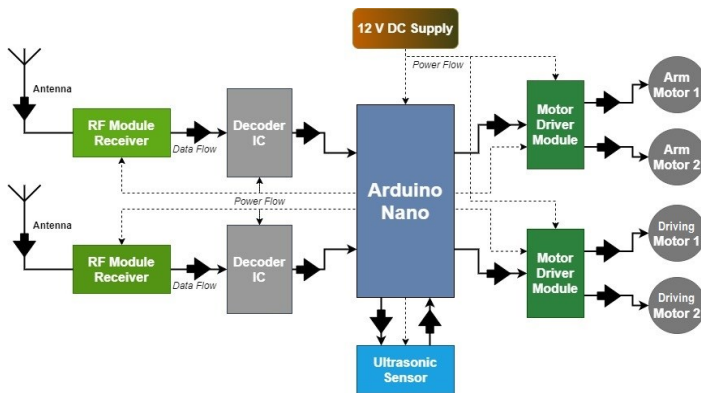 12 V DC Supply
Power Flow
Antenna
RF Module
Receiver
Data Flow
Decoder
IC
Arduino
Nano
Motor
Driver
Module
Arm
Motor 1
Arm
Motor 2
Power Flow
Antenna
RF Module
Receiver
Data Flow
Decoder
IC
Motor
Driver
Module
Driving
Motor 1
Driving
Motor 2
Ultrasonic
Sensor